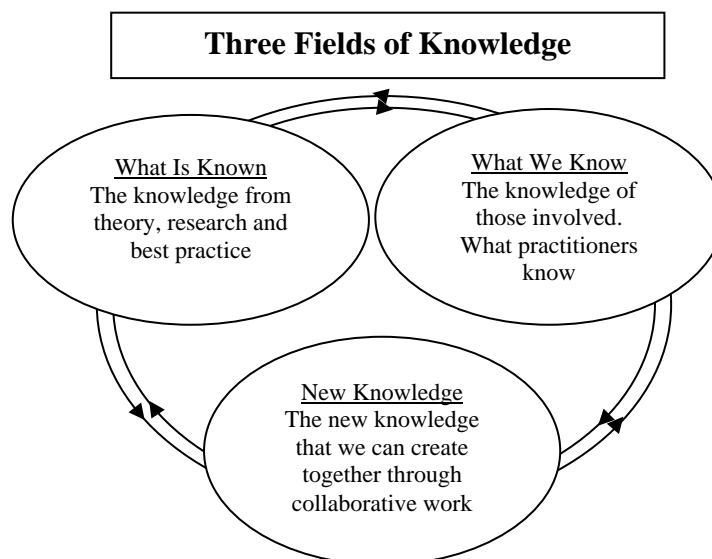 Three Fields of Knowledge
What Is Known
The knowledge from
theory, research and
best practice
What We Know
The knowledge of
those involved.
What practitioners
know
New Knowledge
The new knowledge
that we can create
together through
collaborative work